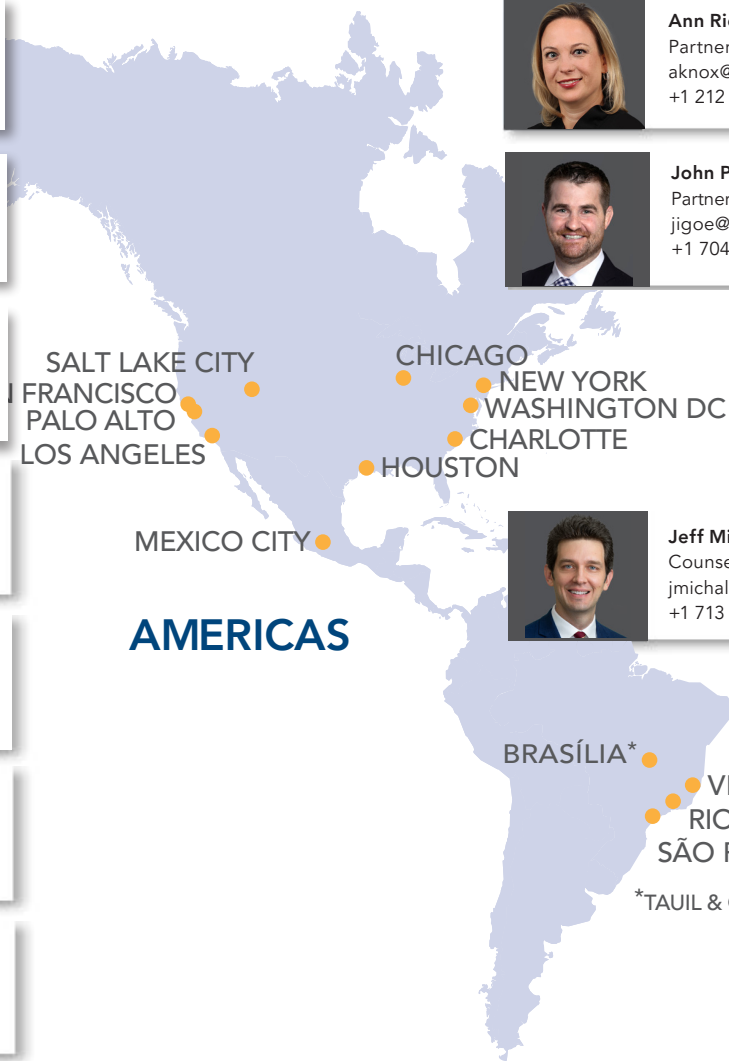 Ann Ri
Partner
aknox@
+1 212
John P
Partner
jigoe@
+1 704
SALT LAKE CITY
FRANCISCO
PALO ALTO
LOS ANGELES
CHICAGO
NEW YORK
WASHINGTON DC
CHARLOTTE
HOUSTON
MEXICO CITY
Jeff Mi
Counse
jmichal
+1 713
AMERICAS
BRASÍLIA*
VI
RIO
SÃO P
*TAUIL &